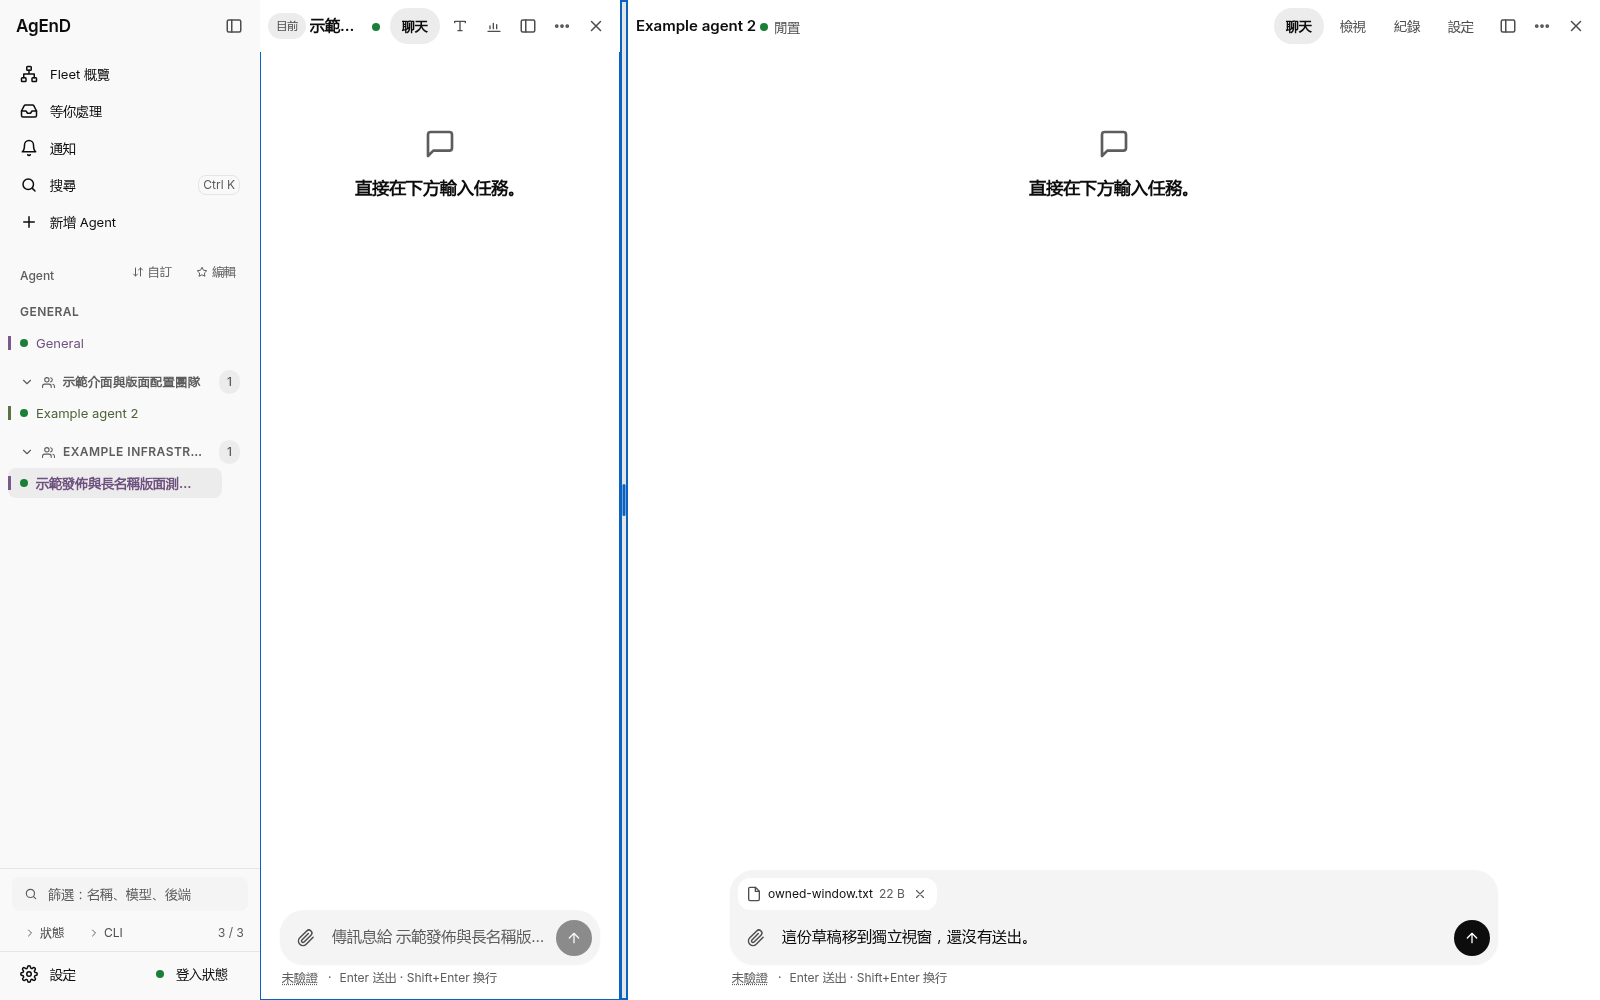 AgEnD
Fleet 概覽
等你處理
通知
搜尋 Ctrl K
新增 Agent
Agent 自訂 編輯
GENERAL
General
示範介面與版面配置團隊 1
Example agent 2
EXAMPLE INFRASTR... 1
示範發佈與長名稱版面測...
篩選：名稱、模型、後端
狀態 CLI 3 / 3
設定 登入狀態
目前 示範... 聊天
直接在下方輸入任務。
傳訊息給 示範發佈與長名稱版...
未驗證 · Enter 送出 · Shift+Enter 換行
Example agent 2 閒置 聊天 檢視 紀錄 設定
直接在下方輸入任務。
owned-window.txt 22 B
這份草稿移到獨立視窗，還沒有送出。
未驗證 · Enter 送出 · Shift+Enter 換行